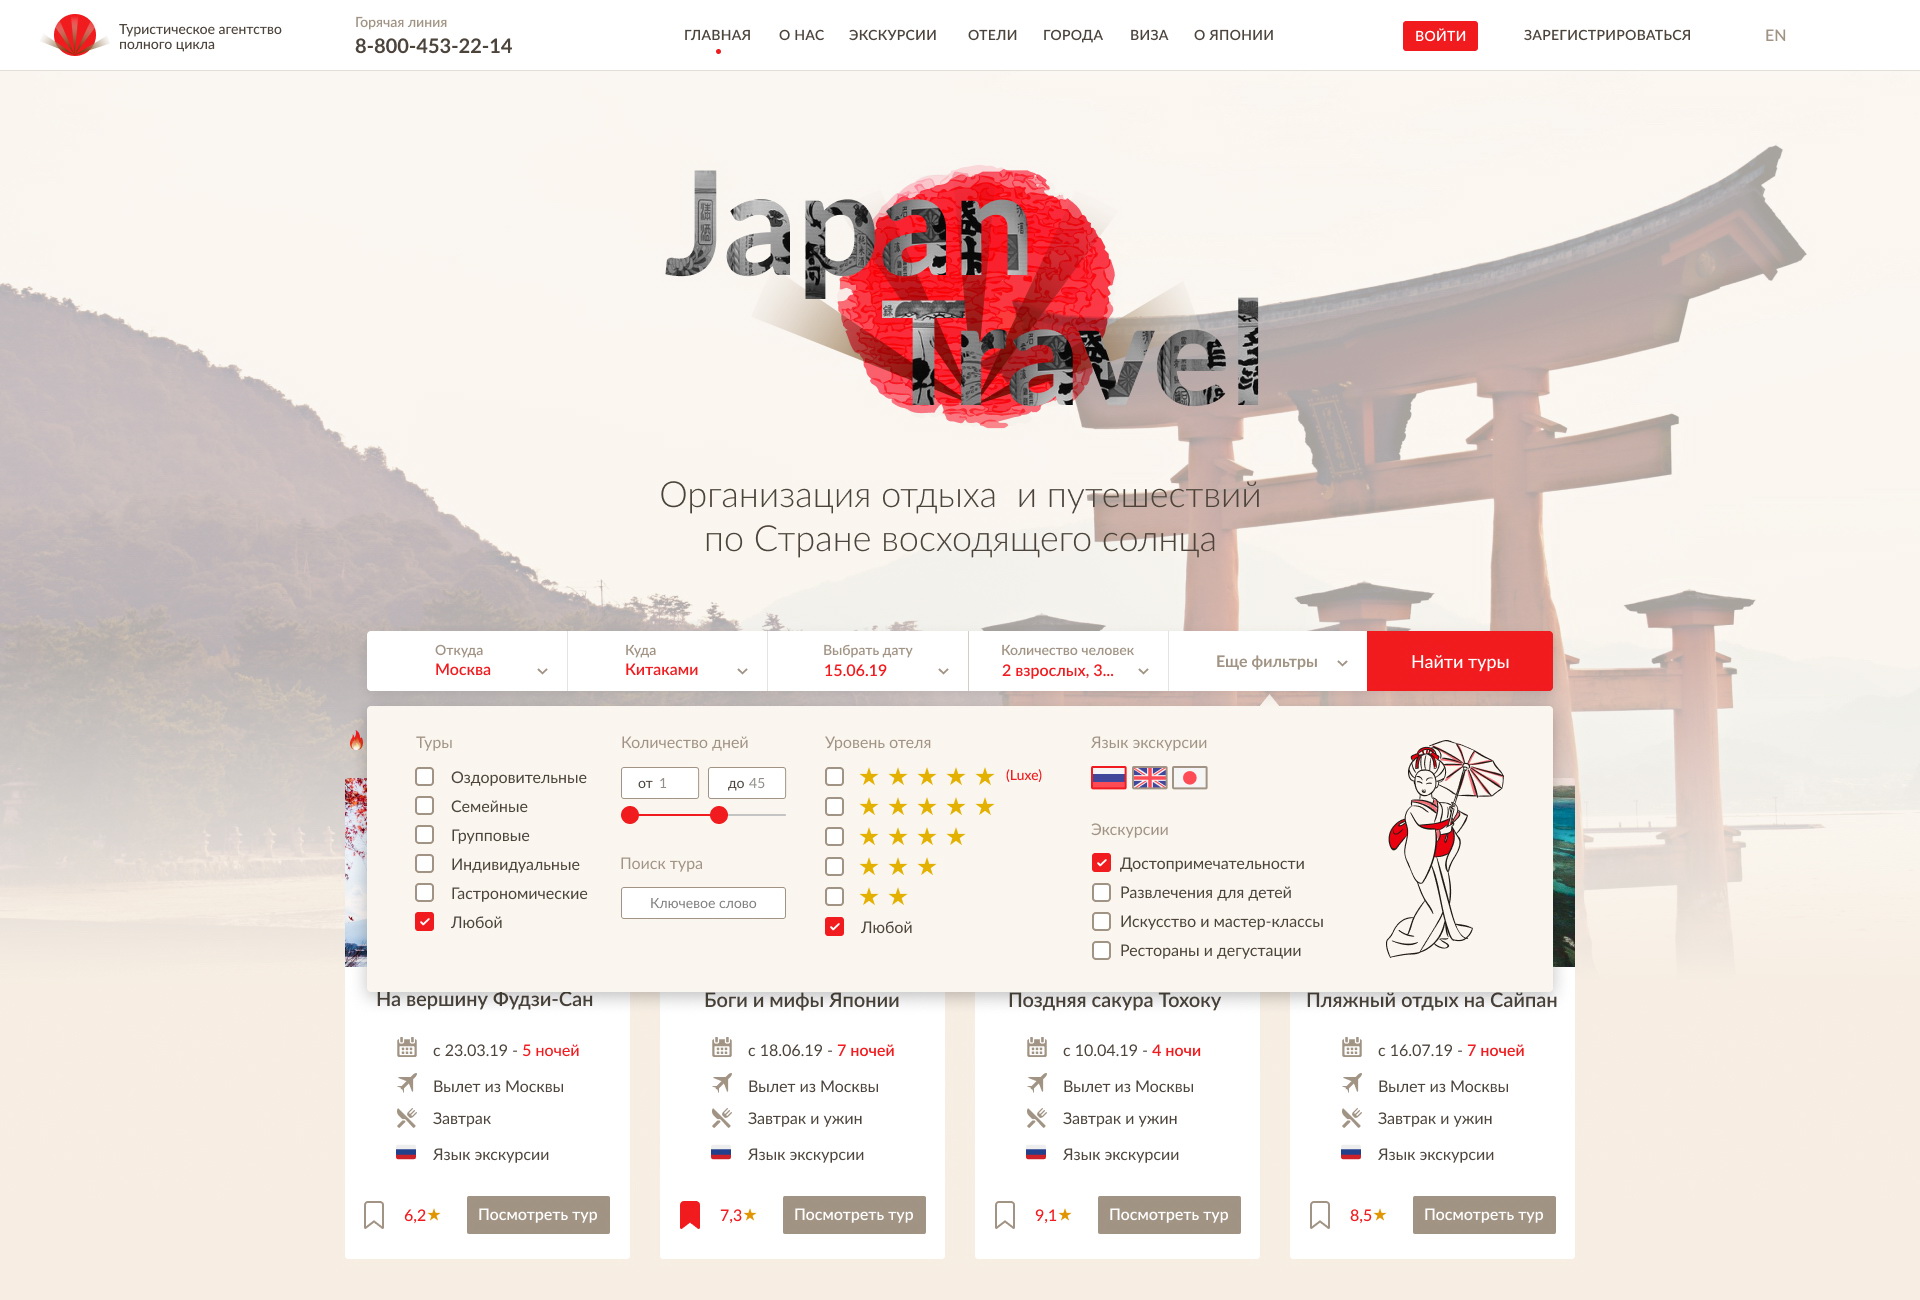 Туристическое агентство
полного цикла
Горячая линия
8-800-453-22-14
ГЛАВНАЯ
О НАС
ЭКСКУРСИИ
ОТЕЛИ
ГОРОДА
ВИЗА
О ЯПОНИИ
ВОЙТИ
ЗАРЕГИСТРИРОВАТЬСЯ
EN
Japan
Travel
Организация отдыха и путешествий
по Стране восходящего солнца
Откуда
Москва
Куда
Китаками
Выбрать дату
15.06.19
Количество человек
2 взрослых, 3...
Еще фильтры
Найти туры
Туры
Оздоровительные
Семейные
Групповые
Индивидуальные
Гастрономические
Любой
Количество дней
от 1
до 45
Поиск тура
Ключевое слово
Уровень отеля
(Luxe)
Любой
Язык экскурсии
Экскурсии
Достопримечательности
Развлечения для детей
Искусство и мастер-классы
Рестораны и дегустации
На вершину Фудзи-Сан
с 23.03.19 - 5 ночей
Вылет из Москвы
Завтрак
Язык экскурсии
6,2★
Посмотреть тур
Боги и мифы Японии
с 18.06.19 - 7 ночей
Вылет из Москвы
Завтрак и ужин
Язык экскурсии
7,3★
Посмотреть тур
Поздняя сакура Тохоку
с 10.04.19 - 4 ночи
Вылет из Москвы
Завтрак и ужин
Язык экскурсии
9,1★
Посмотреть тур
Пляжный отдых на Сайпан
с 16.07.19 - 7 ночей
Вылет из Москвы
Завтрак и ужин
Язык экскурсии
8,5★
Посмотреть тур